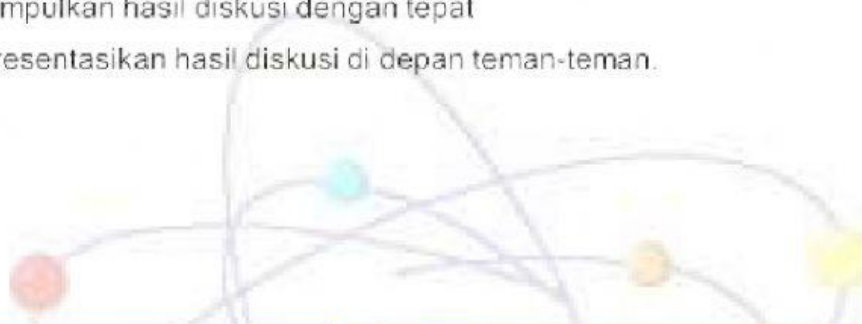 mpulkan hasil diskusi dengan tepat
resentasikan hasil diskusi di depan teman-teman.